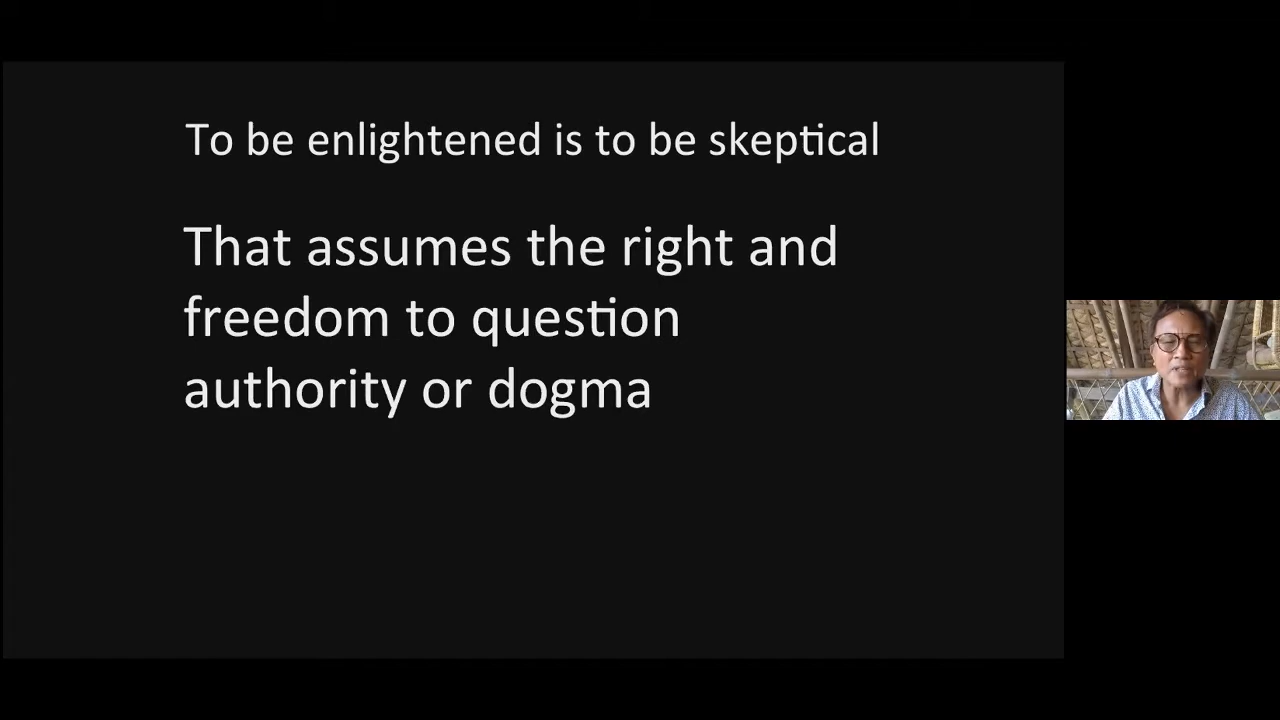 To be enlightened is to be skeptical
That assumes the right and
freedom to question
authority or dogma